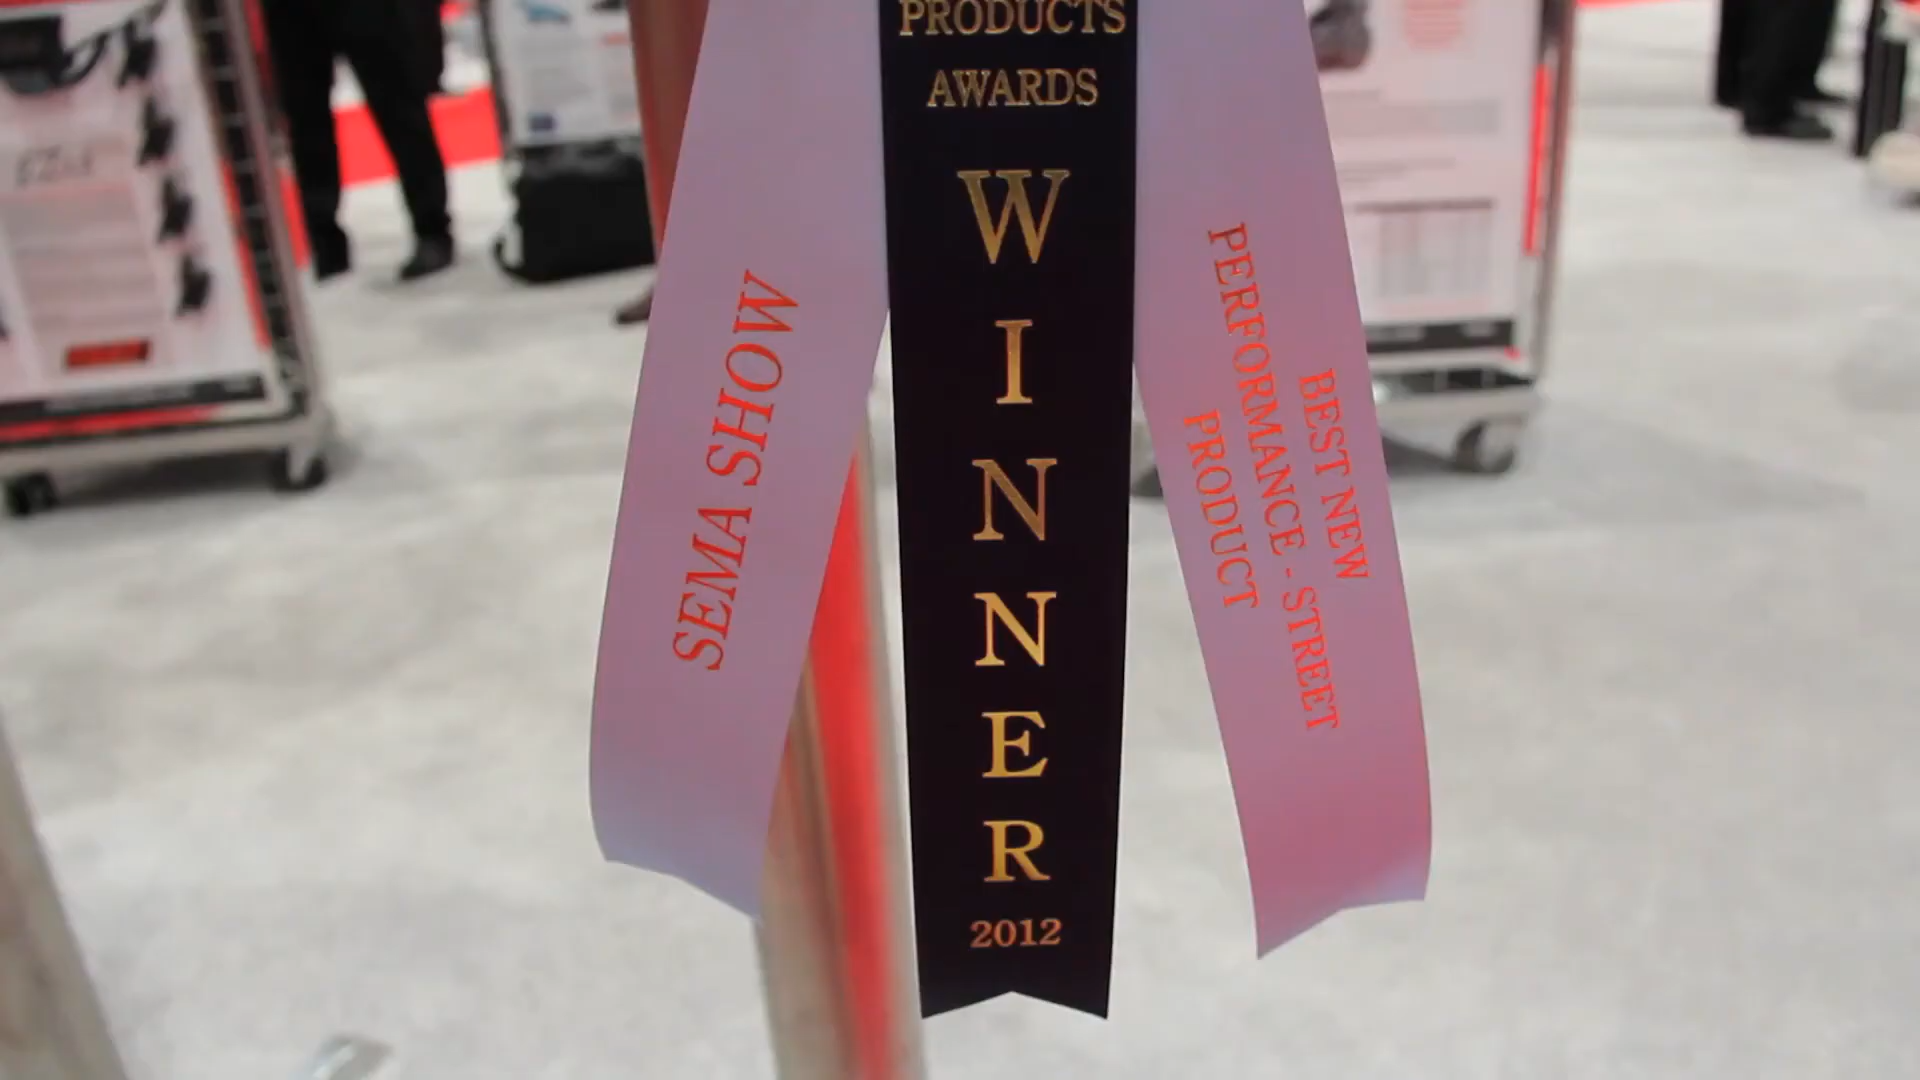 PRODUCTS
AWARDS
WINNER
2012
SEMA SHOW
BEST NEW
PERFORMANCE - STREET
PRODUCT